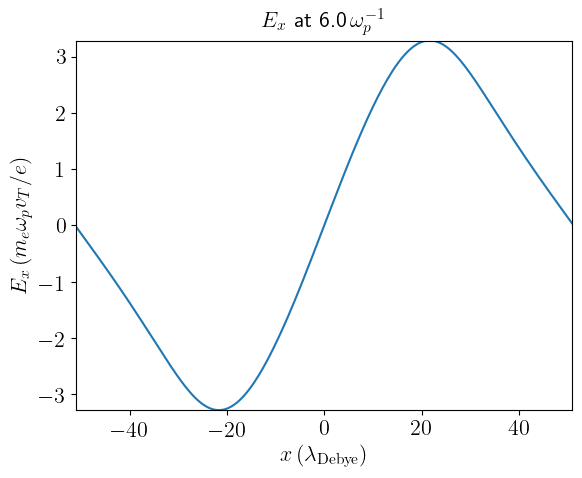 E_x at 6.0 ω_p^{-1}
3
2
1
0
−1
−2
−3
E_x (m_e ω_p v_T / e)
−40 −20 0 20 40
x (λ_Debye)